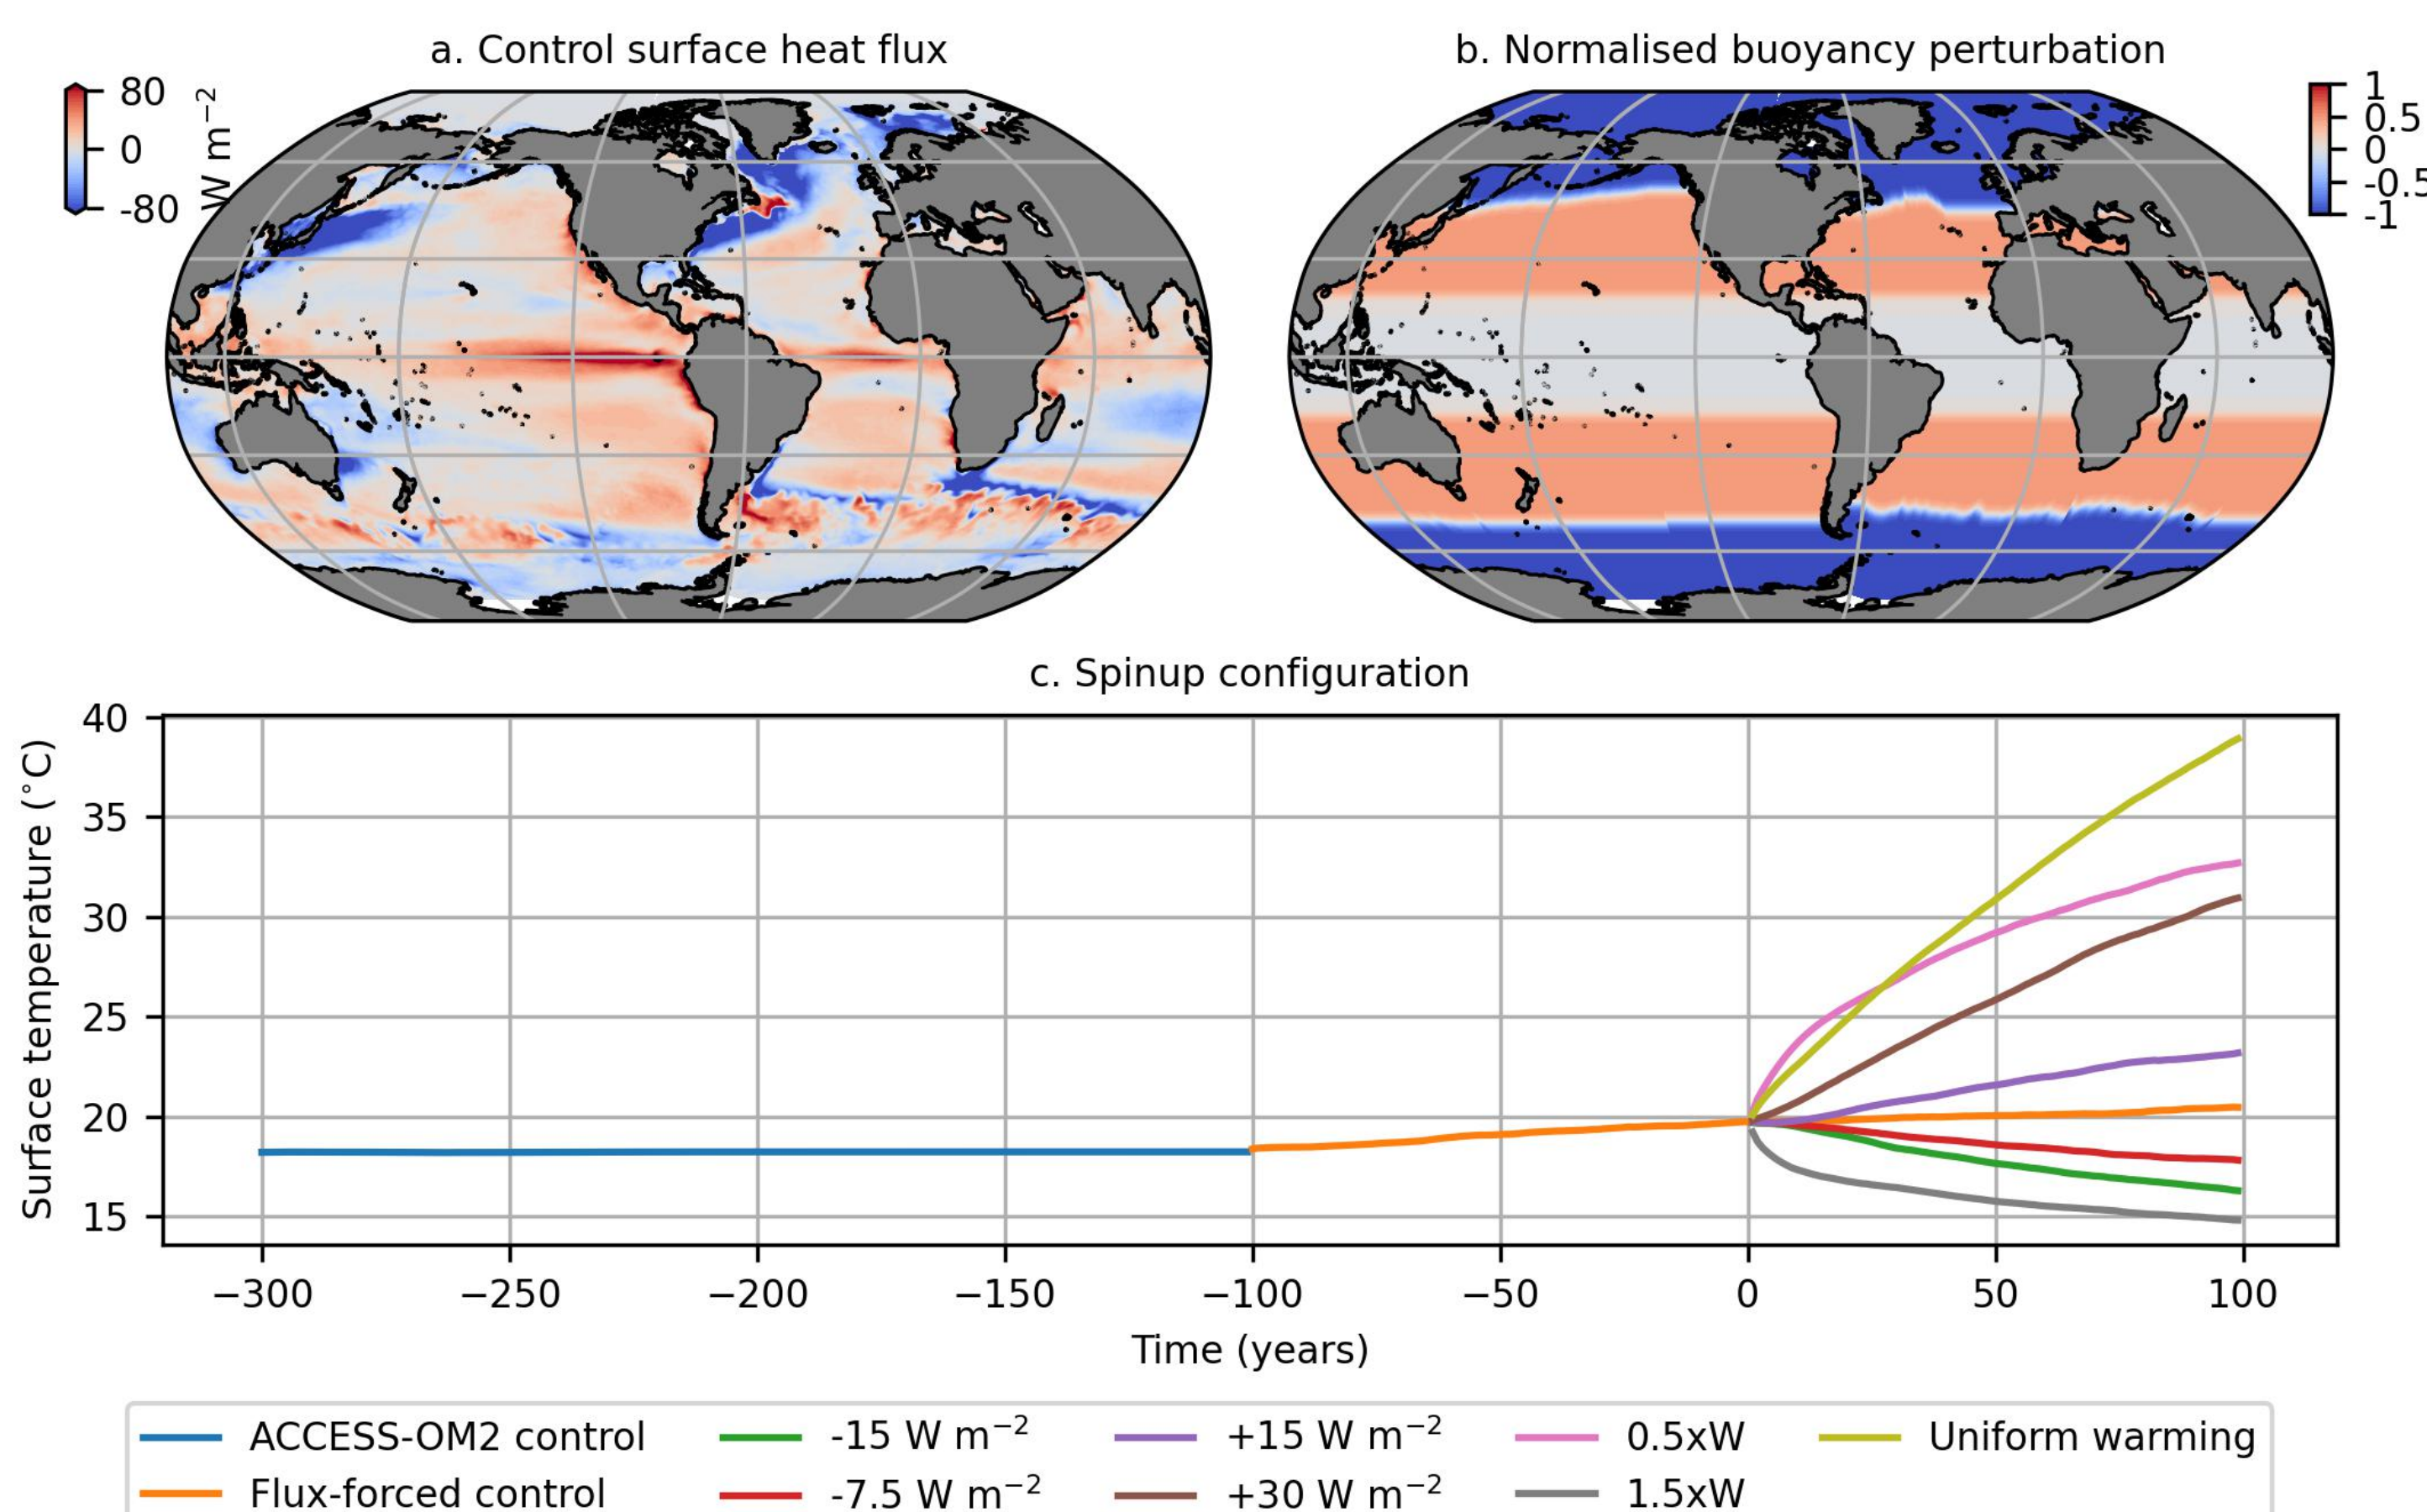 a. Control surface heat flux
80
0
-80
W m⁻²
b. Normalised buoyancy perturbation
1
0.5
0
-0.5
-1
c. Spinup configuration
Surface temperature (°C)
40
35
30
25
20
15
−300 −250 −200 −150 −100 −50 0 50 100
Time (years)
ACCESS-OM2 control -15 W m⁻² +15 W m⁻² 0.5xW Uniform warming
Flux-forced control -7.5 W m⁻² +30 W m⁻² 1.5xW